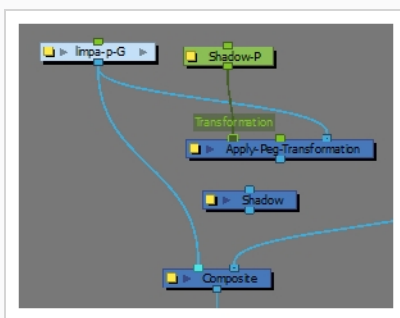 limpa-p-G
Shadow-P
Transformation
Apply-Peg-Transformation
Shadow
Composite